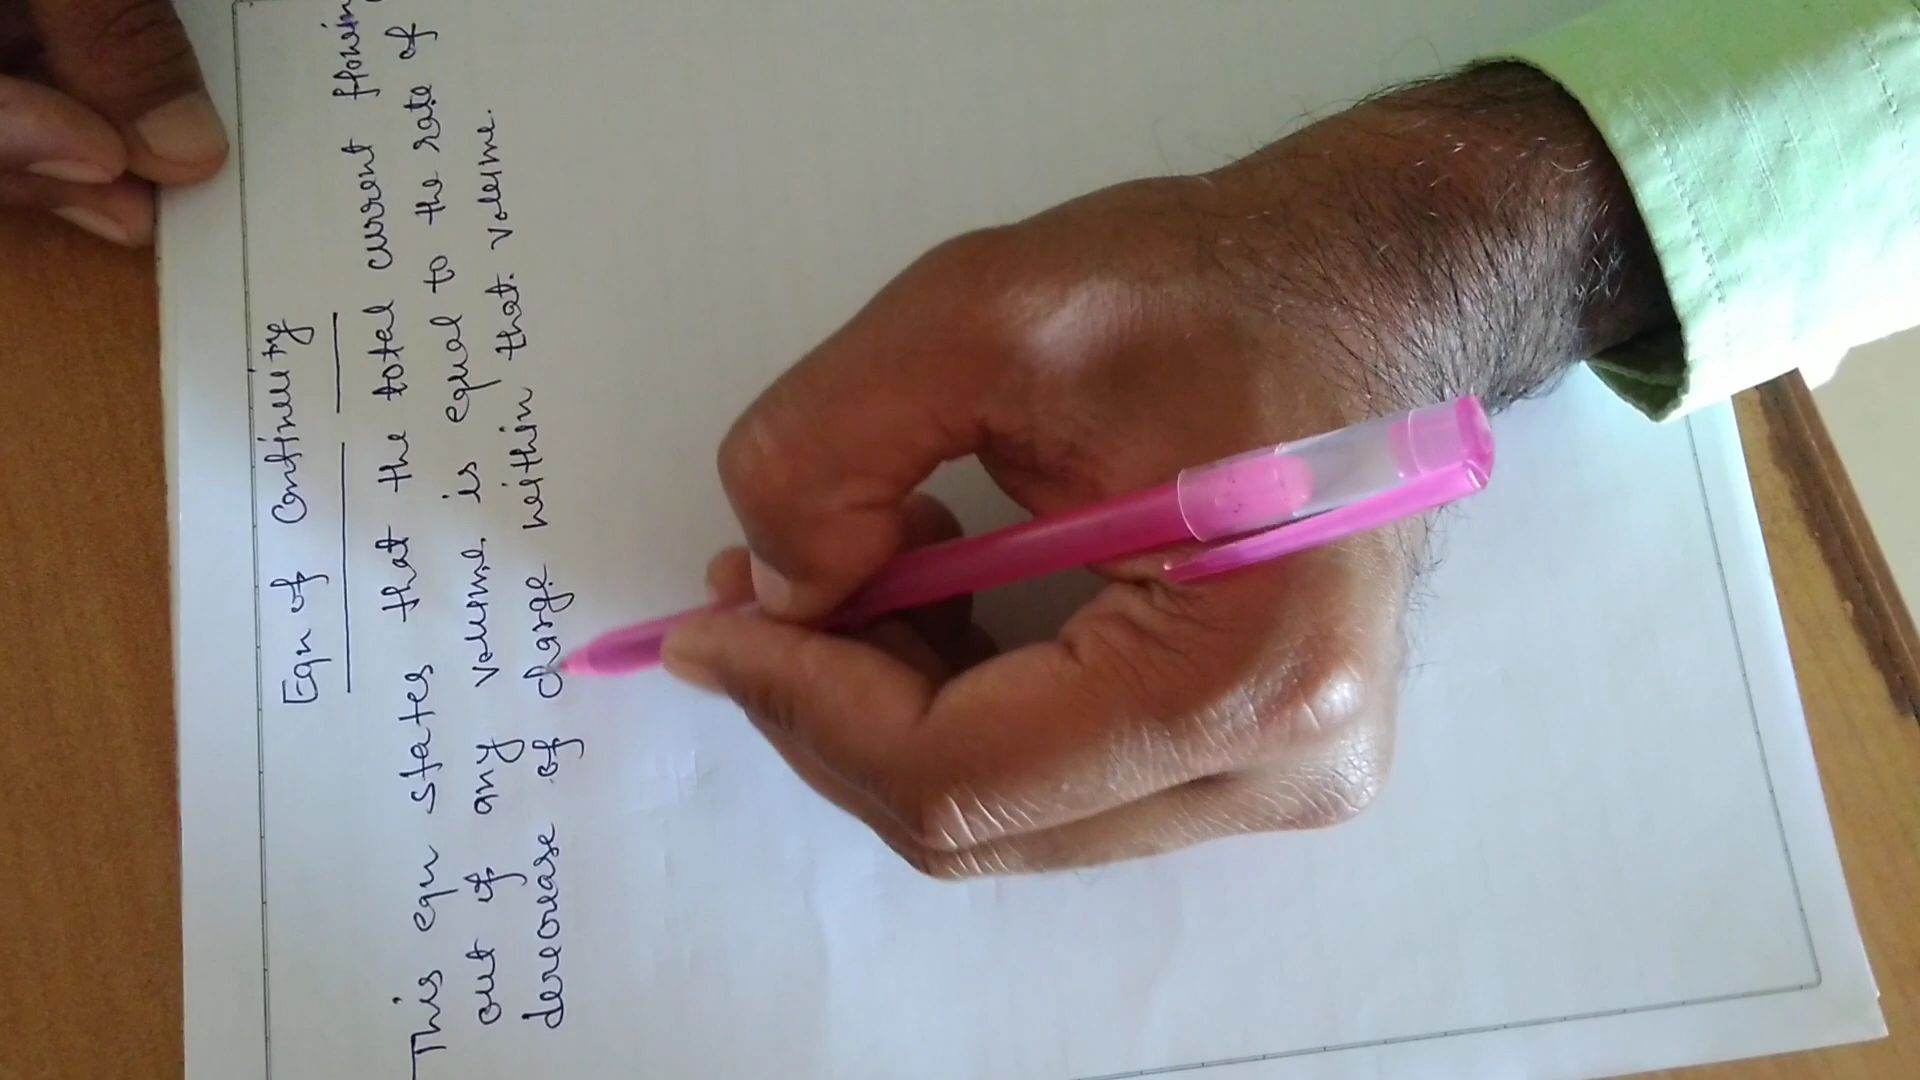 Eqn of Continuity
This eqn states that the total current flowing
out of any volume is equal to the rate of
decrease of charge within that volume.